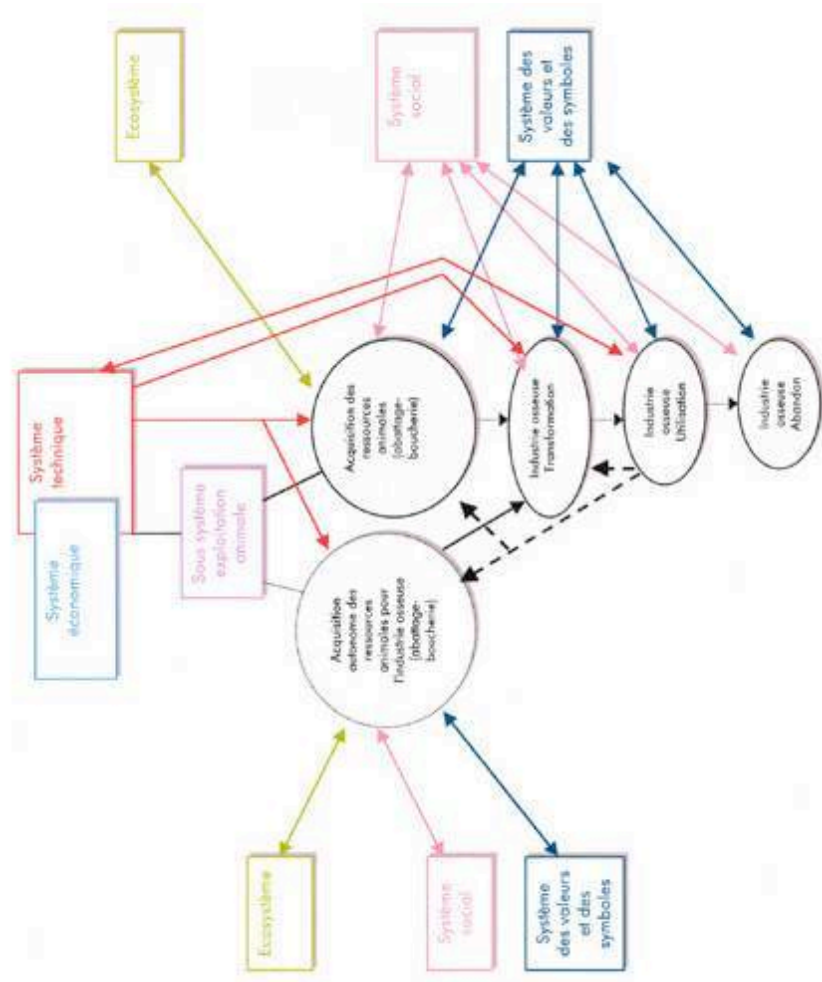 Système
technique
Système
économique
Sous système
exploitation
animale
Ecosystème
Système
social
Système des
valeurs et
des symboles
Acquisition des
ressources
animales
(abattage-
boucherie)
Acquisition
autonome des
ressources
animales pour
l'industrie osseuse
(abattage-
boucherie)
Industrie osseuse
Transformation
Industrie
osseuse
Utilisation
Industrie
osseuse
Abandon
Ecosystème
Système
social
Système
des valeurs
et des
symboles